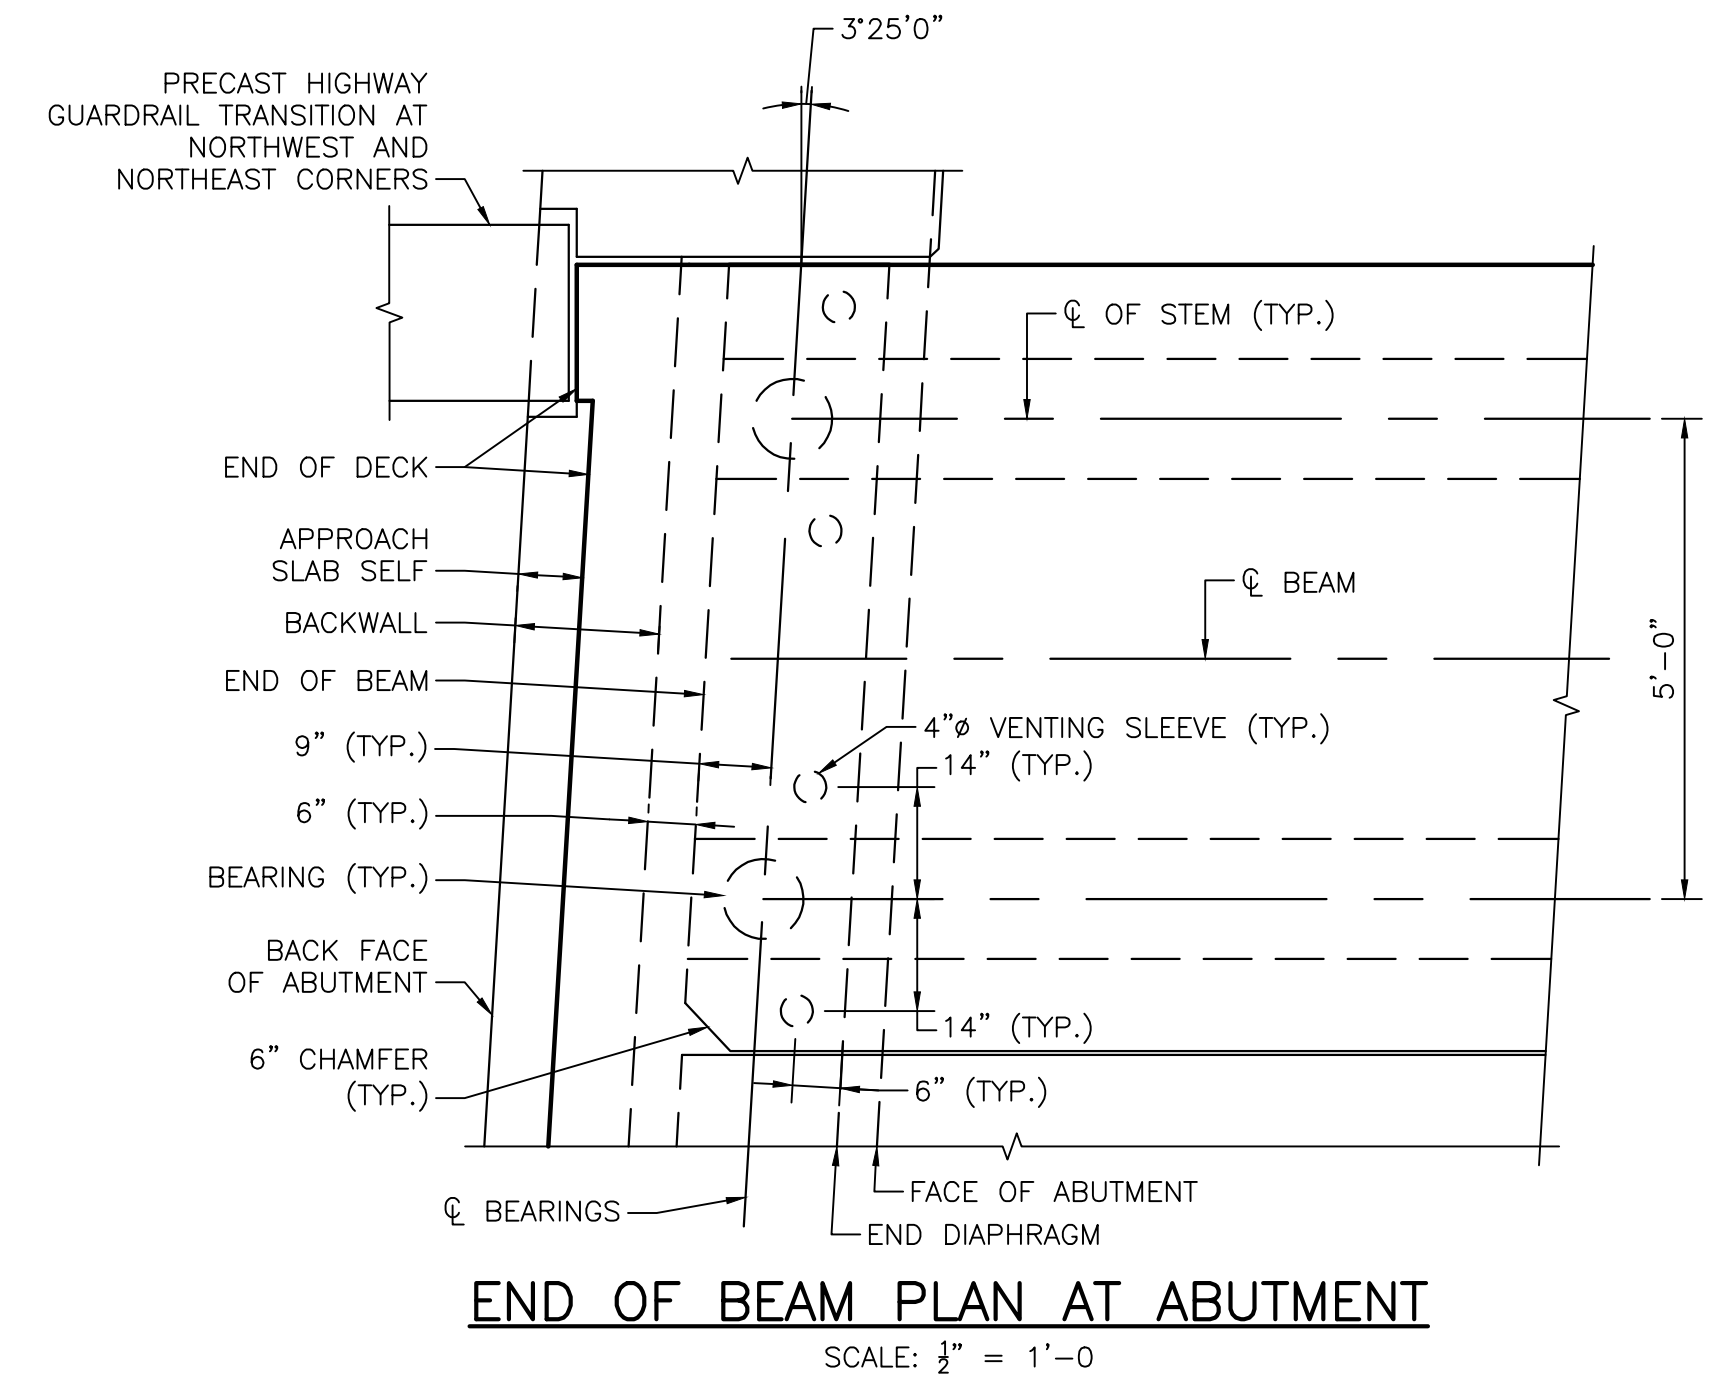 3°25'0"
PRECAST HIGHWAY
GUARDRAIL TRANSITION AT
NORTHWEST AND
NORTHEAST CORNERS
℄ OF STEM (TYP.)
END OF DECK
APPROACH
SLAB SELF
℄ BEAM
BACKWALL
5'-0"
END OF BEAM
4"ø VENTING SLEEVE (TYP.)
9" (TYP.)
14" (TYP.)
6" (TYP.)
BEARING (TYP.)
BACK FACE
OF ABUTMENT
14" (TYP.)
6" CHAMFER
(TYP.)
6" (TYP.)
FACE OF ABUTMENT
℄ BEARINGS
END DIAPHRAGM
END OF BEAM PLAN AT ABUTMENT
SCALE: ½" = 1'-0